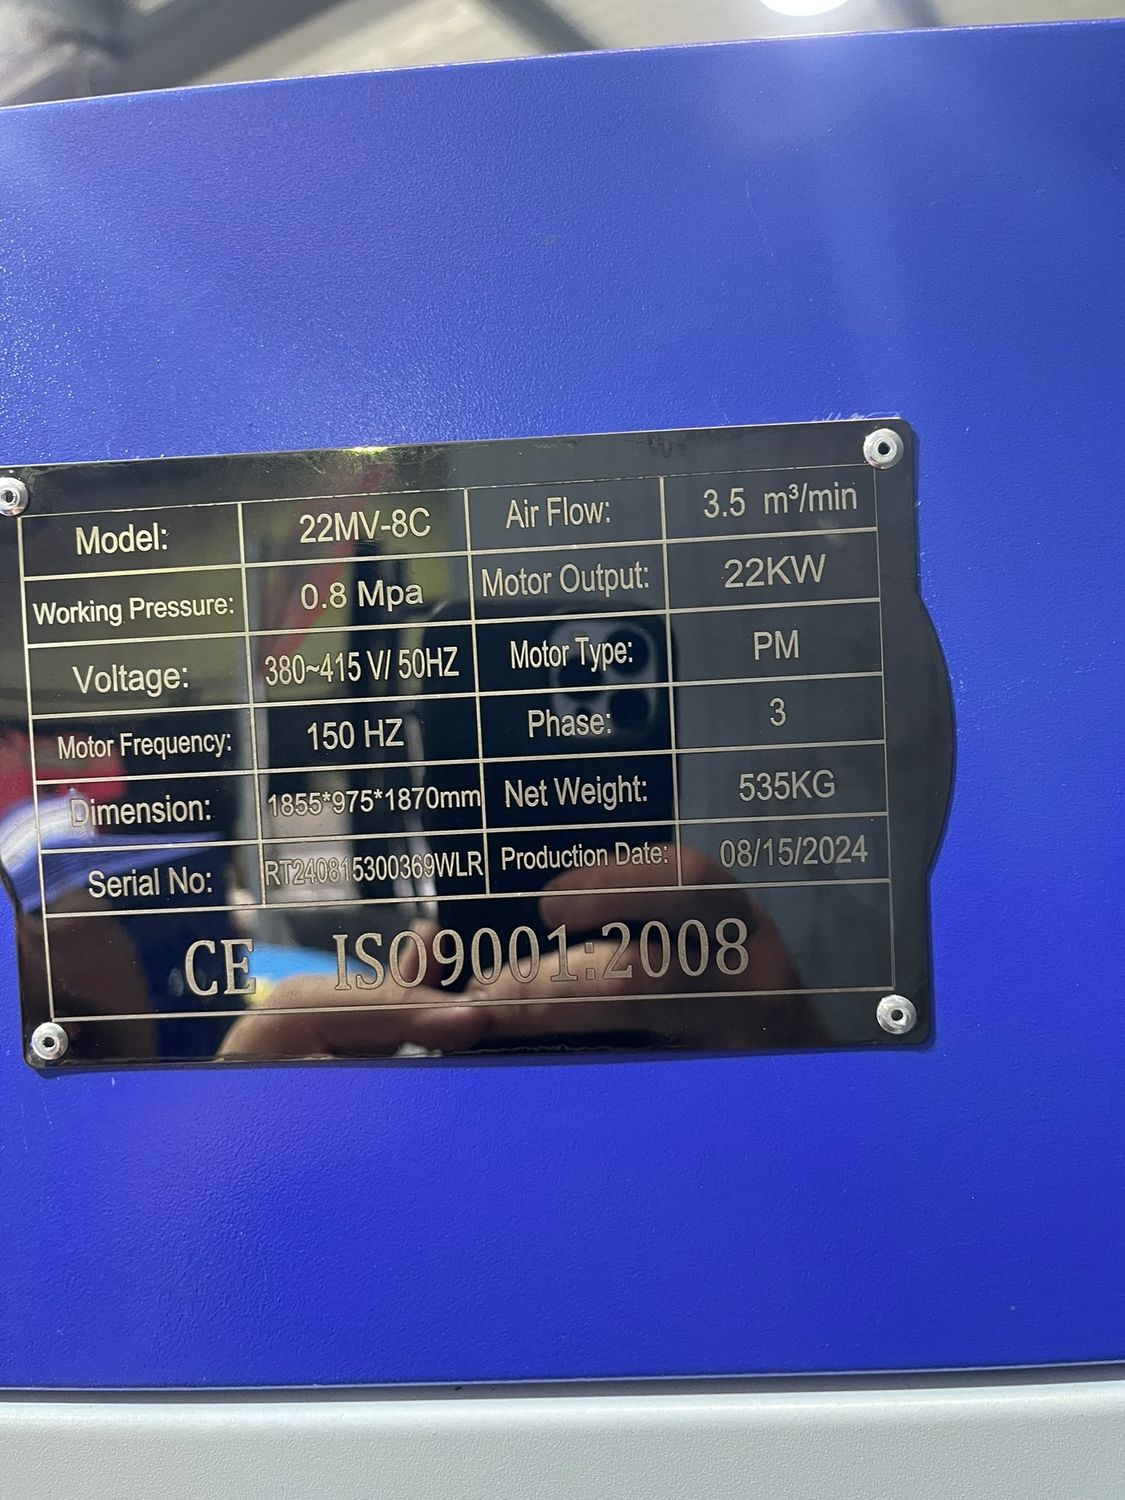 Model: 22MV-8C Air Flow: 3.5 m³/min
Working Pressure: 0.8 Mpa Motor Output: 22KW
Voltage: 380~415 V/ 50HZ Motor Type: PM
Motor Frequency: 150 HZ Phase: 3
Dimension: 1855*975*1870mm Net Weight: 535KG
Serial No: RT240815300369WLR Production Date: 08/15/2024
CE ISO9001:2008